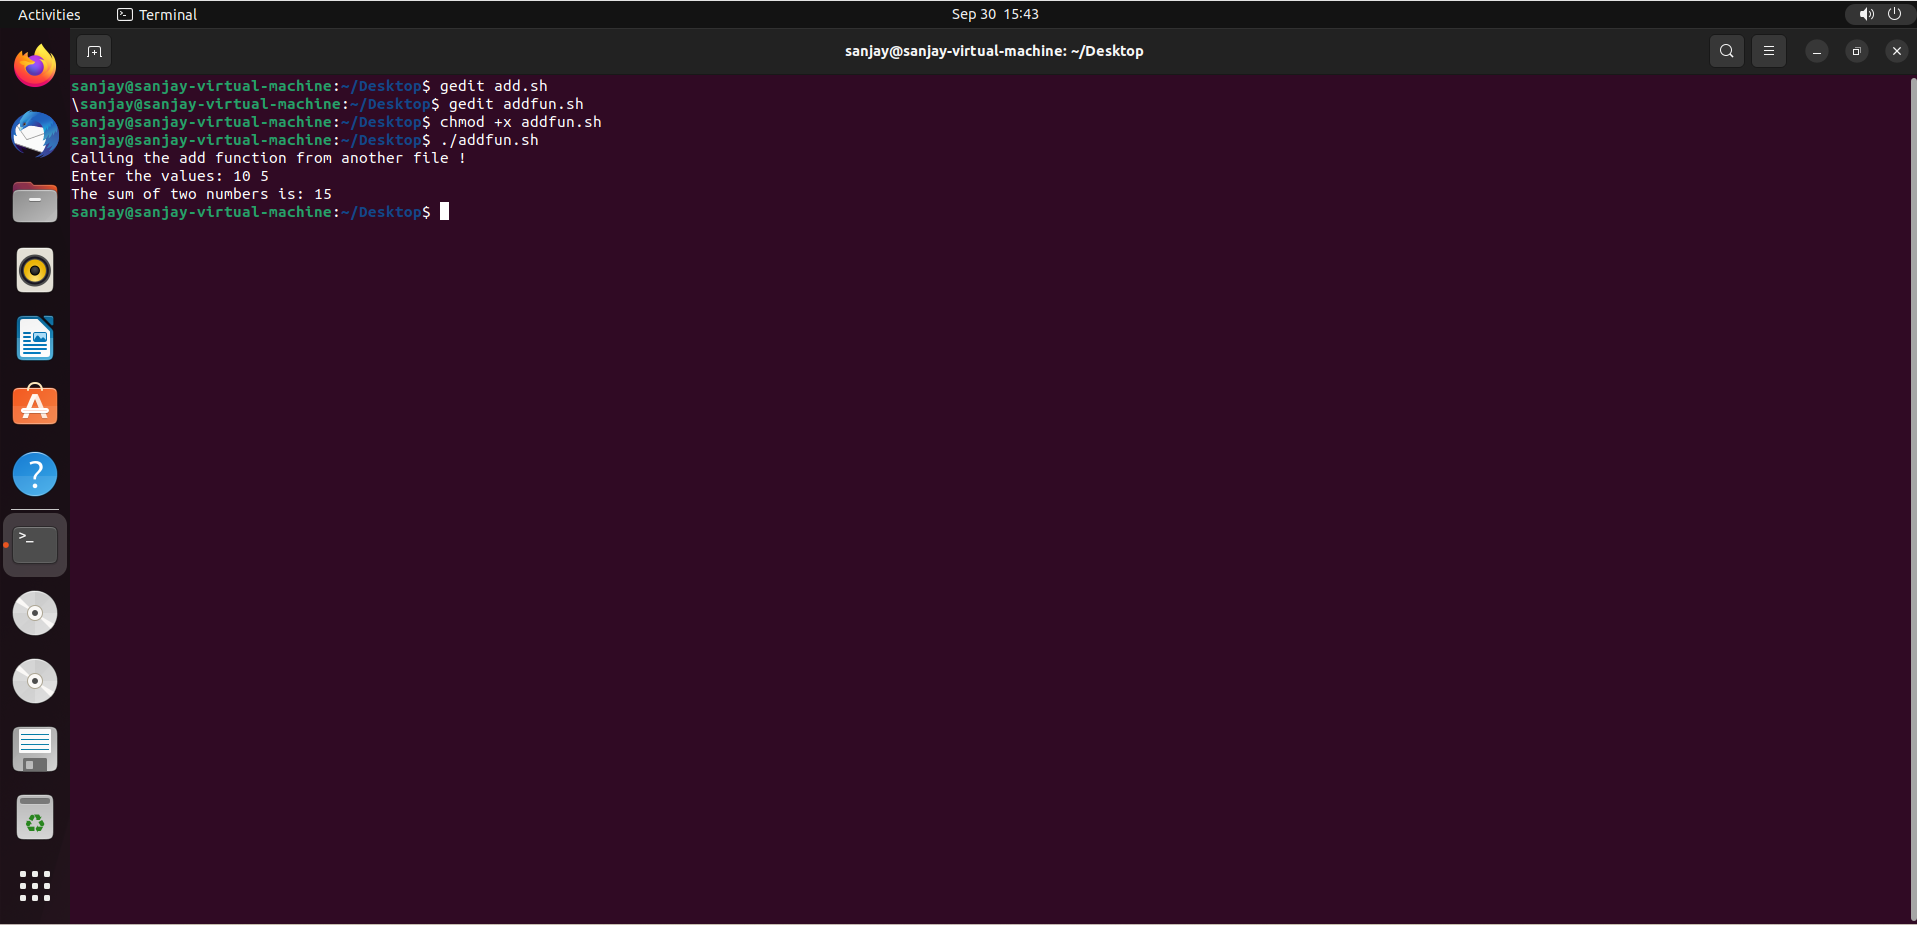 Activities
Terminal
Sep 30 15:43
sanjay@sanjay-virtual-machine: ~/Desktop
sanjay@sanjay-virtual-machine:~/Desktop$ gedit add.sh
\sanjay@sanjay-virtual-machine:~/Desktop$ gedit addfun.sh
sanjay@sanjay-virtual-machine:~/Desktop$ chmod +x addfun.sh
sanjay@sanjay-virtual-machine:~/Desktop$ ./addfun.sh
Calling the add function from another file !
Enter the values: 10 5
The sum of two numbers is: 15
sanjay@sanjay-virtual-machine:~/Desktop$